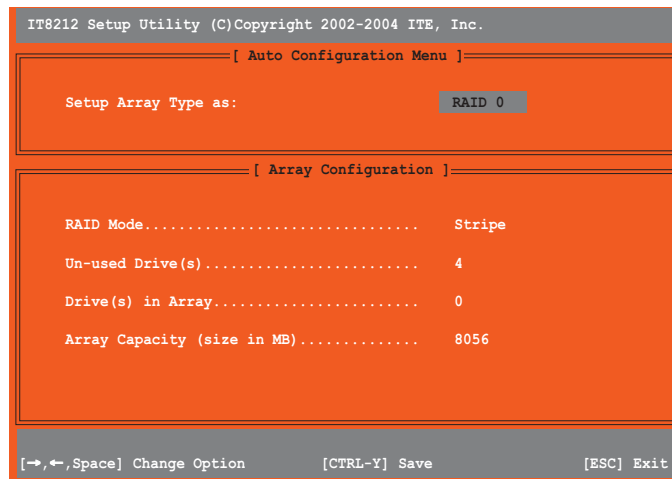 IT8212 Setup Utility (C)Copyright 2002-2004 ITE, Inc.
[ Auto Configuration Menu ]
Setup Array Type as: RAID 0
[ Array Configuration ]
RAID Mode................................ Stripe
Un-used Drive(s)......................... 4
Drive(s) in Array........................ 0
Array Capacity (size in MB).............. 8056
[→,←,Space] Change Option [CTRL-Y] Save [ESC] Exit